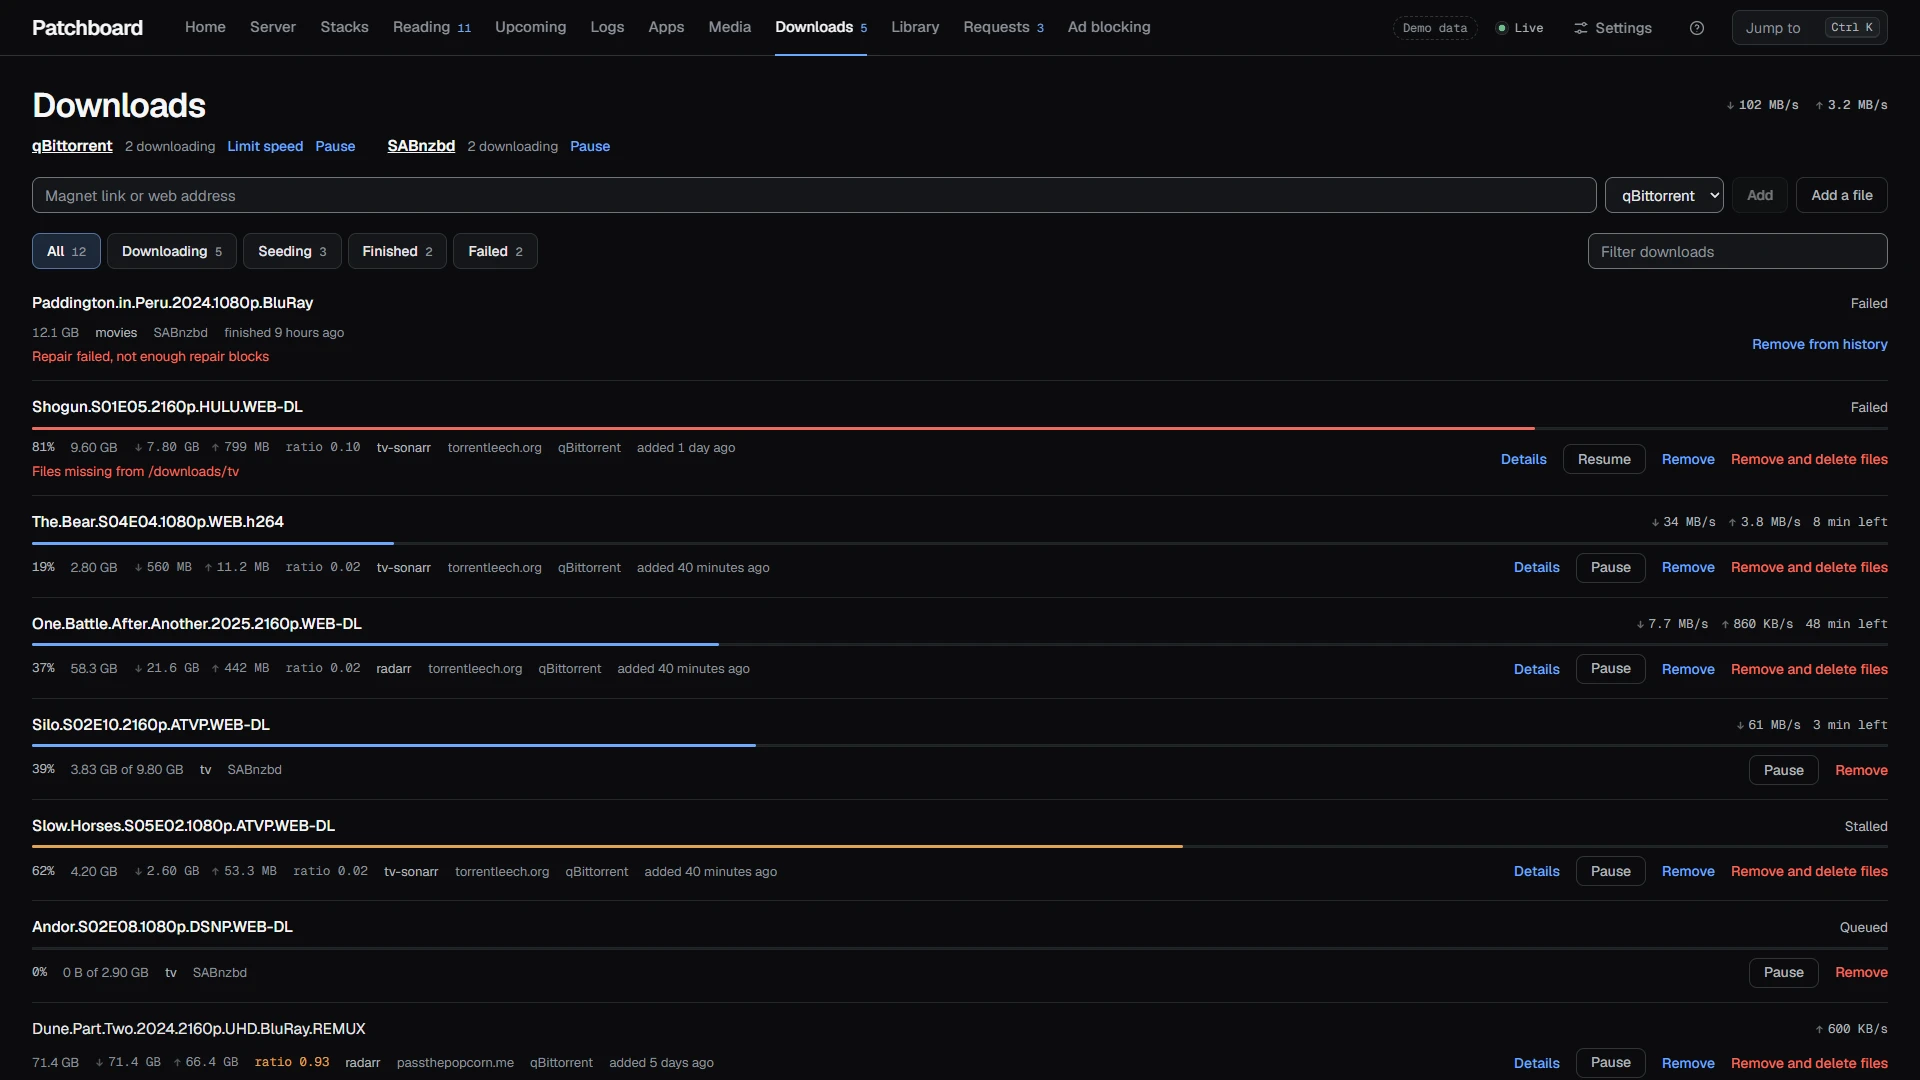 Patchboard Home Server Stacks Reading 11 Upcoming Logs Apps Media Downloads 5 Library Requests 3 Ad blocking Demo data Live Settings Jump to Ctrl K
Downloads ↓ 102 MB/s ↑ 3.2 MB/s
qBittorrent 2 downloading Limit speed Pause SABnzbd 2 downloading Pause
Magnet link or web address qBittorrent Add Add a file
All 12 Downloading 5 Seeding 3 Finished 2 Failed 2 Filter downloads
Paddington.in.Peru.2024.1080p.BluRay Failed
12.1 GB movies SABnzbd finished 9 hours ago
Remove from history
Repair failed, not enough repair blocks
Shogun.S01E05.2160p.HULU.WEB-DL Failed
81% 9.60 GB ↓ 7.80 GB ↑ 799 MB ratio 0.10 tv-sonarr torrentleech.org qBittorrent added 1 day ago
Details Resume Remove Remove and delete files
Files missing from /downloads/tv
The.Bear.S04E04.1080p.WEB.h264 ↓ 34 MB/s ↑ 3.8 MB/s 8 min left
19% 2.80 GB ↓ 560 MB ↑ 11.2 MB ratio 0.02 tv-sonarr torrentleech.org qBittorrent added 40 minutes ago Details Pause Remove Remove and delete files
One.Battle.After.Another.2025.2160p.WEB-DL ↓ 7.7 MB/s ↑ 860 KB/s 48 min left
37% 58.3 GB ↓ 21.6 GB ↑ 442 MB ratio 0.02 radarr torrentleech.org qBittorrent added 40 minutes ago Details Pause Remove Remove and delete files
Silo.S02E10.2160p.ATVP.WEB-DL ↓ 61 MB/s 3 min left
39% 3.83 GB of 9.80 GB tv SABnzbd Pause Remove
Slow.Horses.S05E02.1080p.ATVP.WEB-DL Stalled
62% 4.20 GB ↓ 2.60 GB ↑ 53.3 MB ratio 0.02 tv-sonarr torrentleech.org qBittorrent added 40 minutes ago Details Pause Remove Remove and delete files
Andor.S02E08.1080p.DSNP.WEB-DL Queued
0% 0 B of 2.90 GB tv SABnzbd Pause Remove
Dune.Part.Two.2024.2160p.UHD.BluRay.REMUX ↑ 600 KB/s
71.4 GB ↓ 71.4 GB ↑ 66.4 GB ratio 0.93 radarr passthepopcorn.me qBittorrent added 5 days ago Details Pause Remove Remove and delete files